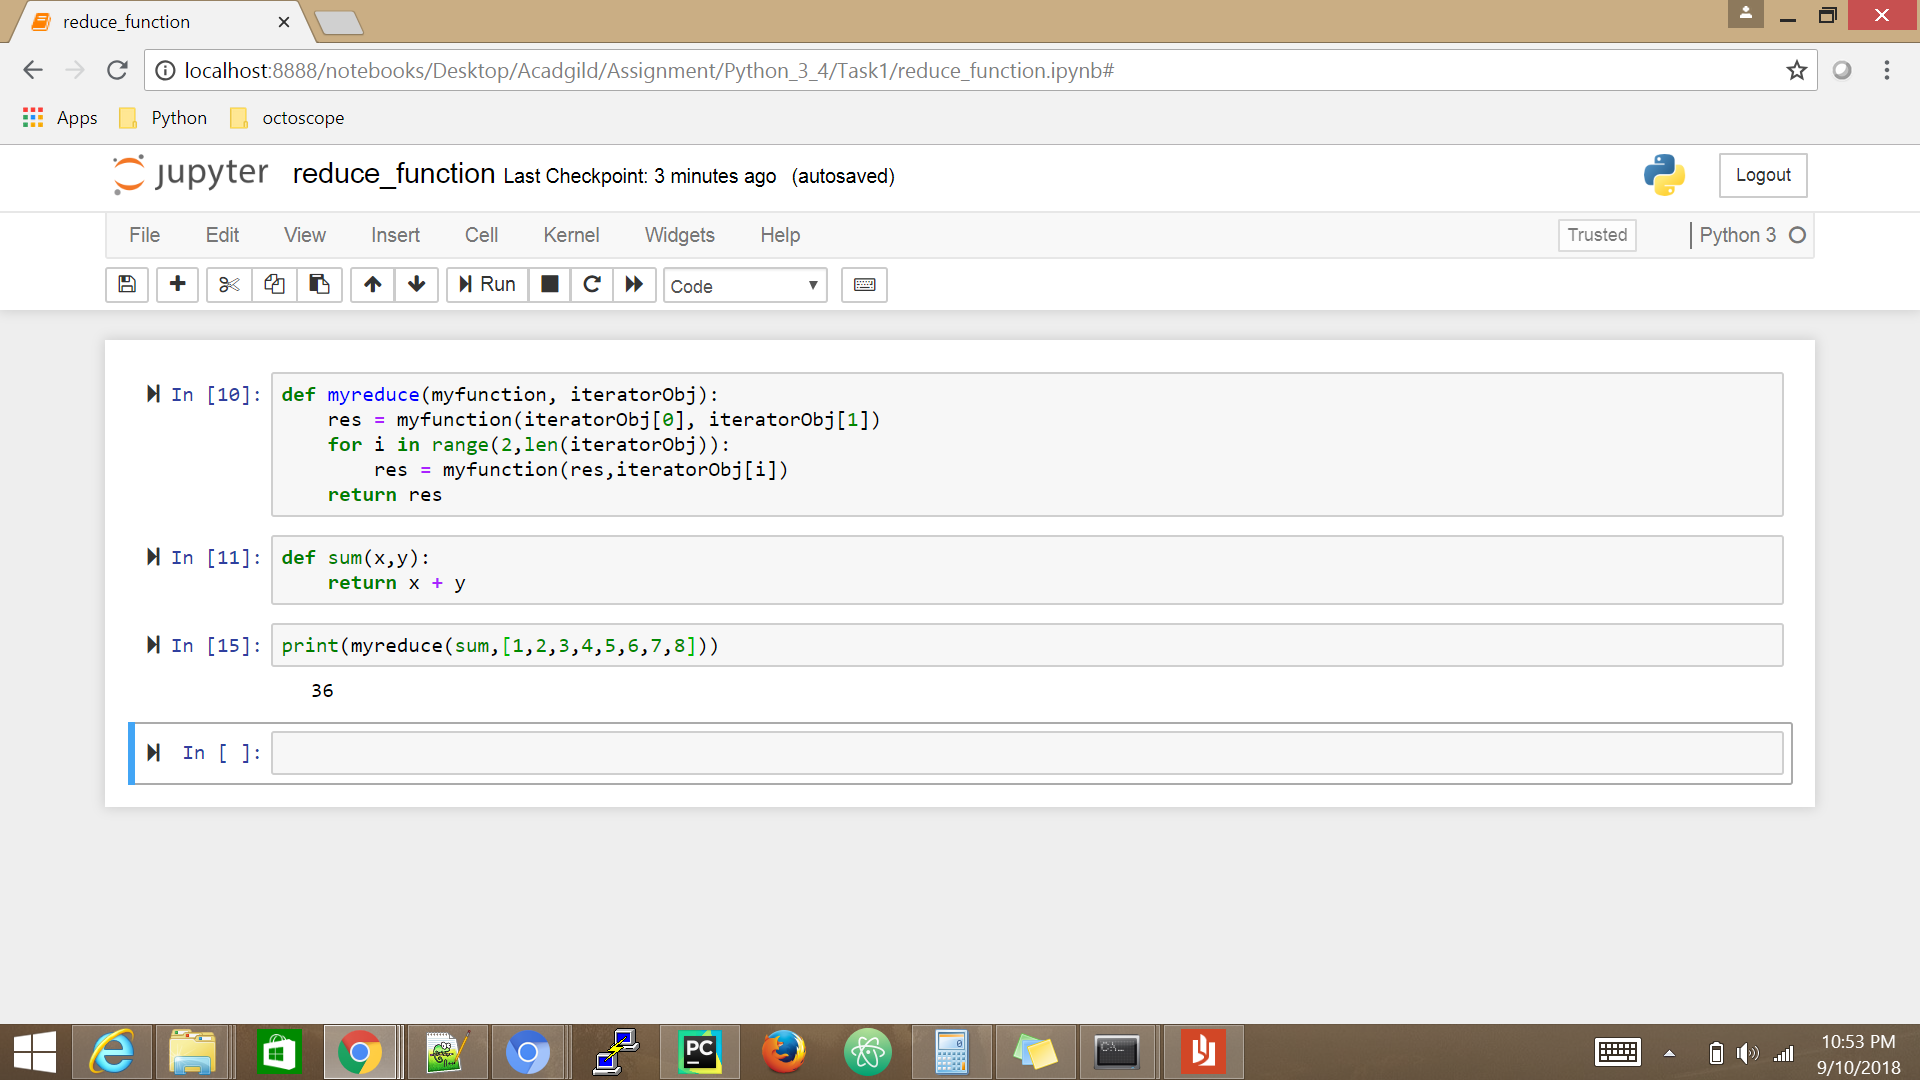 reduce_function
localhost:8888/notebooks/Desktop/Acadgild/Assignment/Python_3_4/Task1/reduce_function.ipynb#
Apps Python octoscope
jupyter reduce_function Last Checkpoint: 3 minutes ago (autosaved) Logout
File Edit View Insert Cell Kernel Widgets Help Trusted Python 3
Run Code
In [10]: def myreduce(myfunction, iteratorObj):
    res = myfunction(iteratorObj[0], iteratorObj[1])
    for i in range(2,len(iteratorObj)):
        res = myfunction(res,iteratorObj[i])
    return res
In [11]: def sum(x,y):
    return x + y
In [15]: print(myreduce(sum,[1,2,3,4,5,6,7,8]))
36
In [ ]:
PC
10:53 PM
9/10/2018